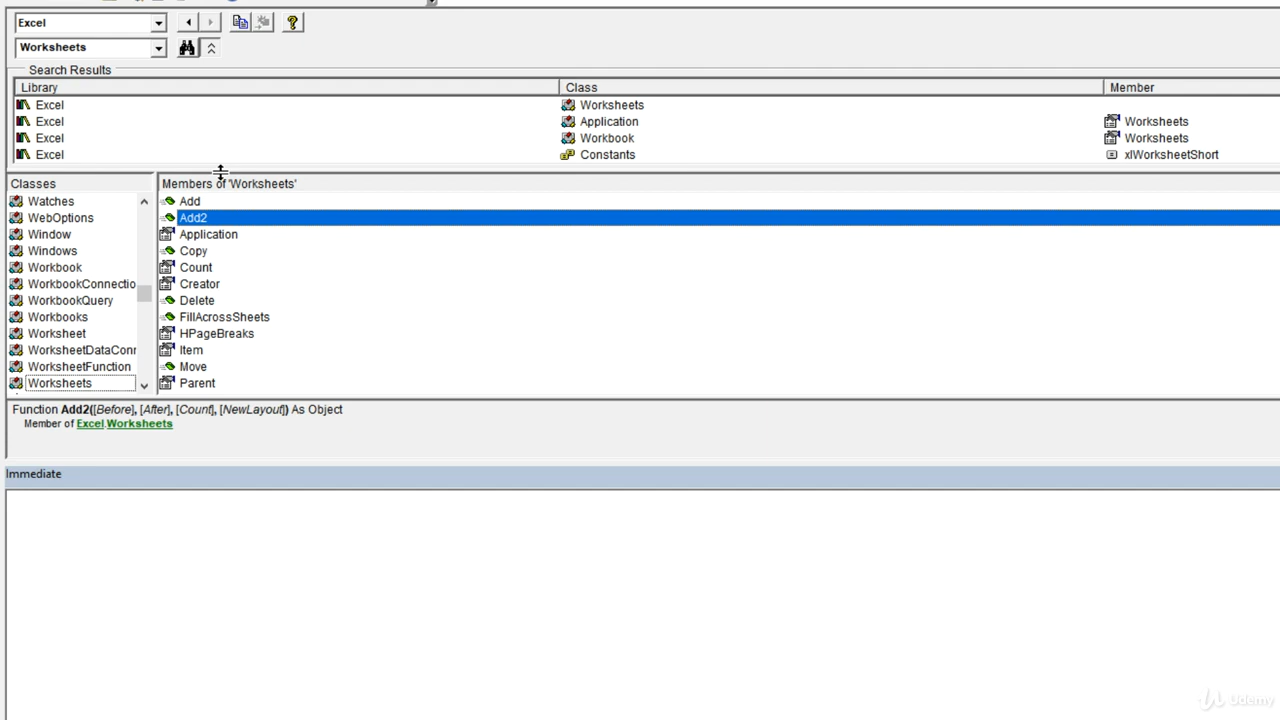 Excel
Worksheets
Search Results
Library Class Member
Excel Worksheets
Excel Application Worksheets
Excel Workbook Worksheets
Excel Constants xlWorksheetShort
Classes Members of 'Worksheets'
Watches Add
WebOptions Add2
Window Application
Windows Copy
Workbook Count
WorkbookConnectio Creator
WorkbookQuery Delete
Workbooks FillAcrossSheets
Worksheet HPageBreaks
WorksheetDataConr Item
WorksheetFunction Move
Worksheets Parent
Function Add2([Before], [After], [Count], [NewLayout]) As Object
Member of Excel.Worksheets
Immediate
Udemy